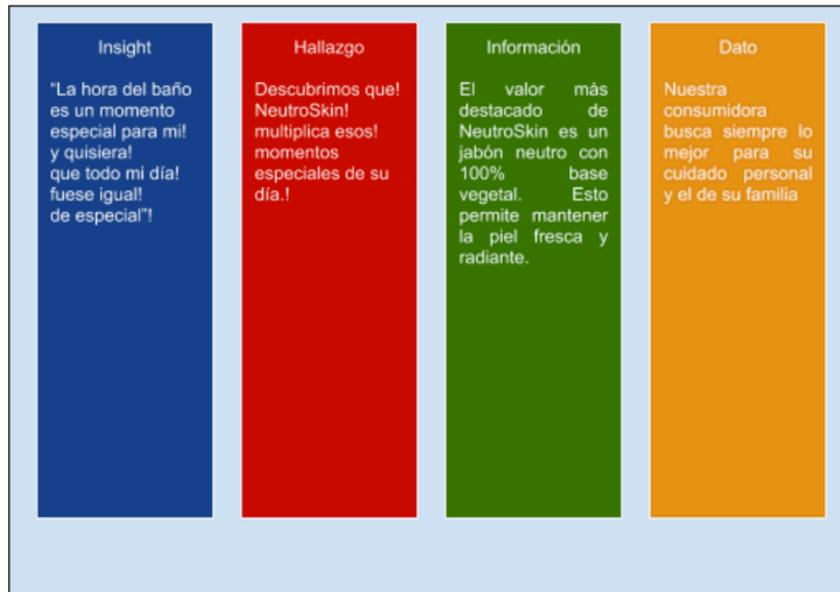 Insight
"La hora del baño
es un momento
especial para mi!
y quisiera!
que todo mi día!
fuese igual!
de especial"!
Hallazgo
Descubrimos que!
NeutroSkin!
multiplica esos!
momentos
especiales de su
día.!
Información
El valor más
destacado de
NeutroSkin es un
jabón neutro con
100% base
vegetal. Esto
permite mantener
la piel fresca y
radiante.
Dato
Nuestra
consumidora
busca siempre lo
mejor para su
cuidado personal
y el de su familia